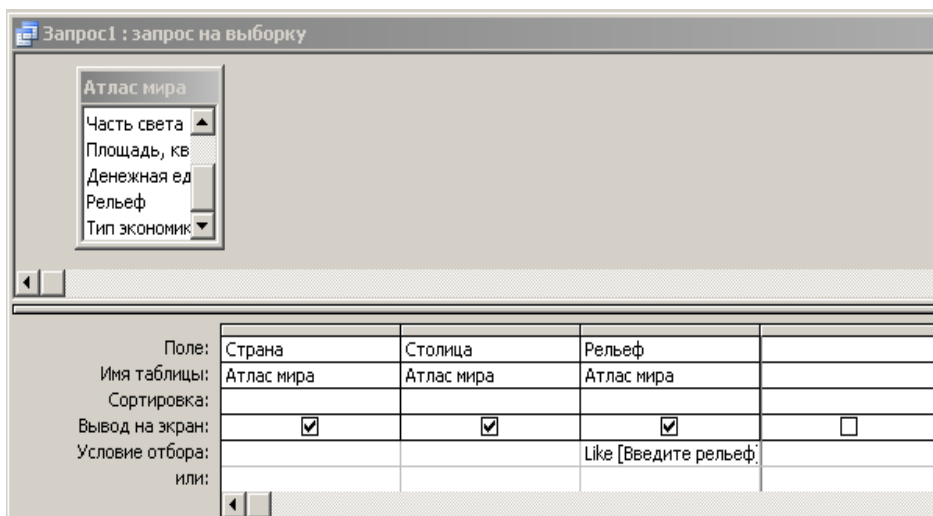 Запрос1 : запрос на выборку
Атлас мира
Часть света
Площадь, кв
Денежная ед
Рельеф
Тип экономик
Поле: Страна Столица Рельеф
Имя таблицы: Атлас мира Атлас мира Атлас мира
Сортировка:
Вывод на экран:
Условие отбора: Like [Введите рельеф]
или: